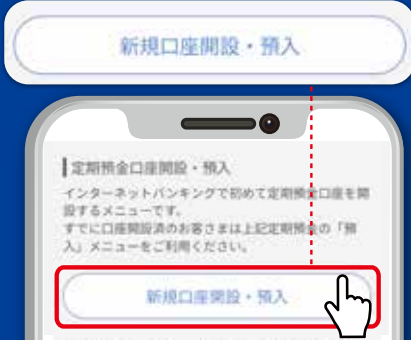 新規口座開設・預入
定期預金口座開設・預入
インターネットバンキングで初めて定期預金口座を開
設するメニューです。
すでに口座開設済のお客さまは上記定期預金の「預
入」メニューをご利用ください。
新規口座開設・預入